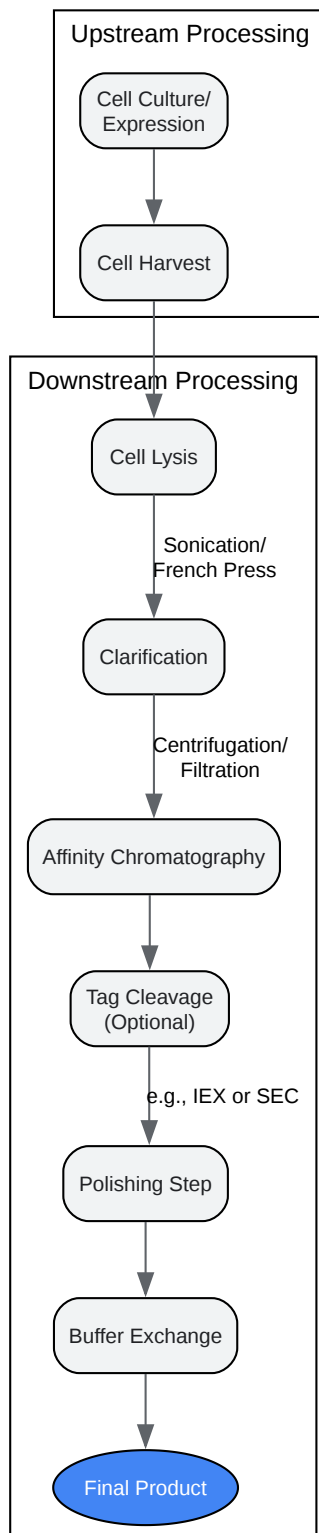 Upstream Processing
Cell Culture/
Expression
Cell Harvest
Downstream Processing
Cell Lysis
Sonication/
French Press
Clarification
Centrifugation/
Filtration
Affinity Chromatography
Tag Cleavage
(Optional)
e.g., IEX or SEC
Polishing Step
Buffer Exchange
Final Product